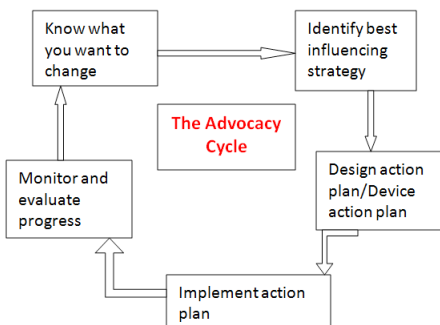 Know what
you want to
change
Identify best
influencing
strategy
The Advocacy
Cycle
Monitor and
evaluate
progress
Design action
plan/Device
action plan
Implement action
plan